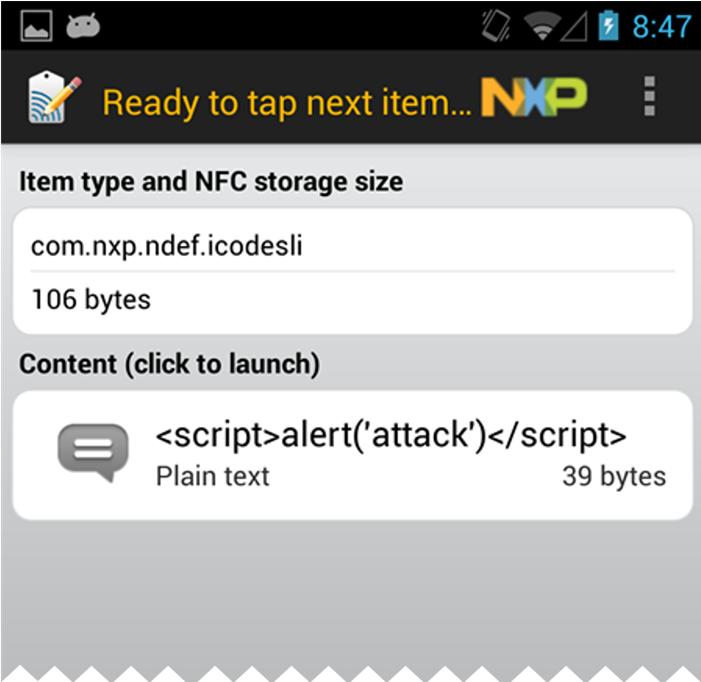 8:47
Ready to tap next item... NXP
Item type and NFC storage size
com.nxp.ndef.icodesli
106 bytes
Content (click to launch)
<script>alert('attack')</script>
Plain text 39 bytes